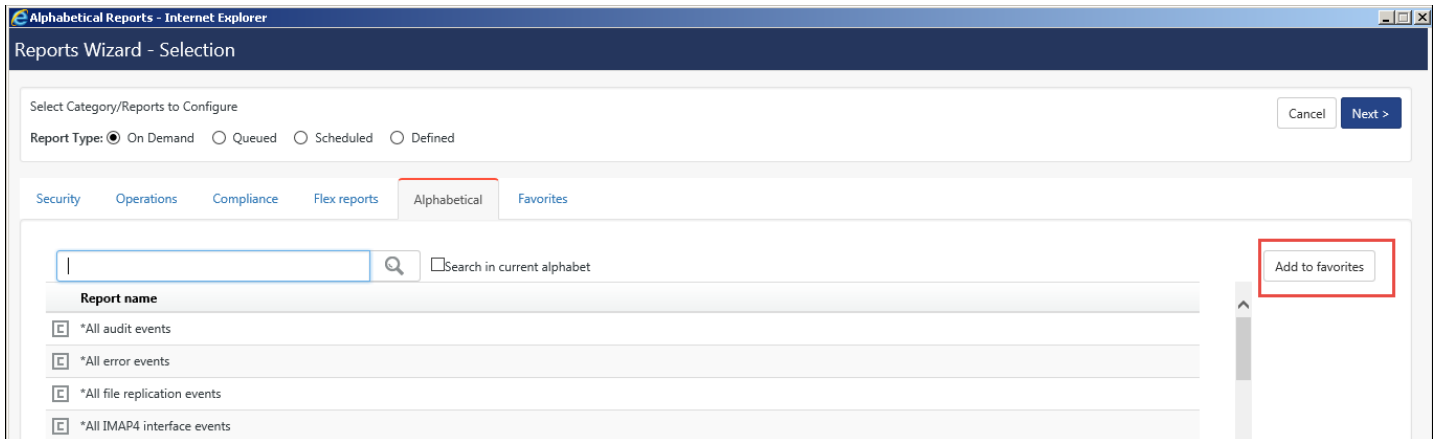 Alphabetical Reports - Internet Explorer
Reports Wizard - Selection
Select Category/Reports to Configure
Cancel Next >
Report Type: On Demand Queued Scheduled Defined
Security Operations Compliance Flex reports Alphabetical Favorites
Search in current alphabet Add to favorites
Report name
C *All audit events
C *All error events
C *All file replication events
C *All IMAP4 interface events